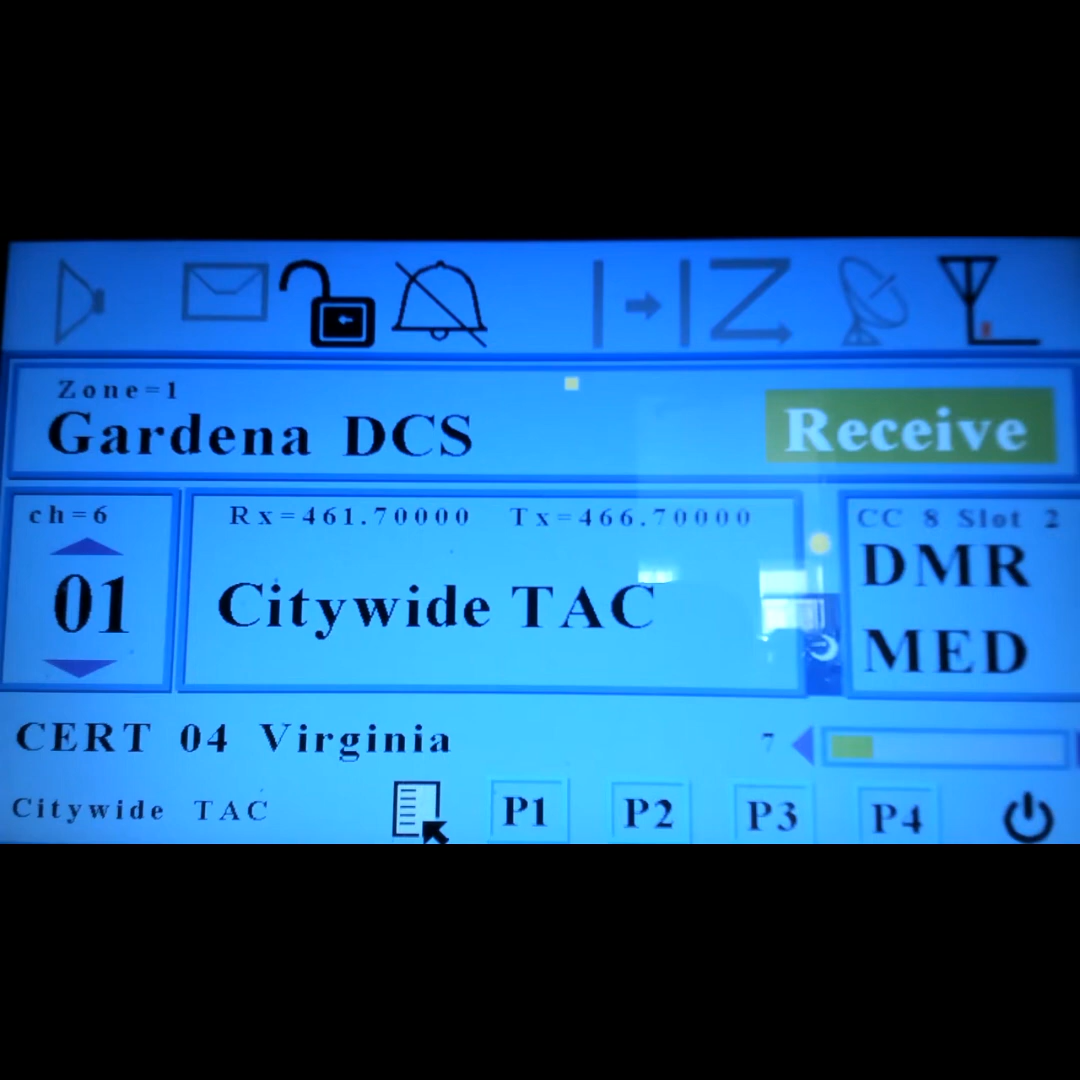 Zone=1
Gardena DCS
Receive
ch=6
01
Rx=461.70000 Tx=466.70000
Citywide TAC
CC 8 Slot 2
DMR
MED
CERT 04 Virginia
7
Citywide TAC
P1
P2
P3
P4